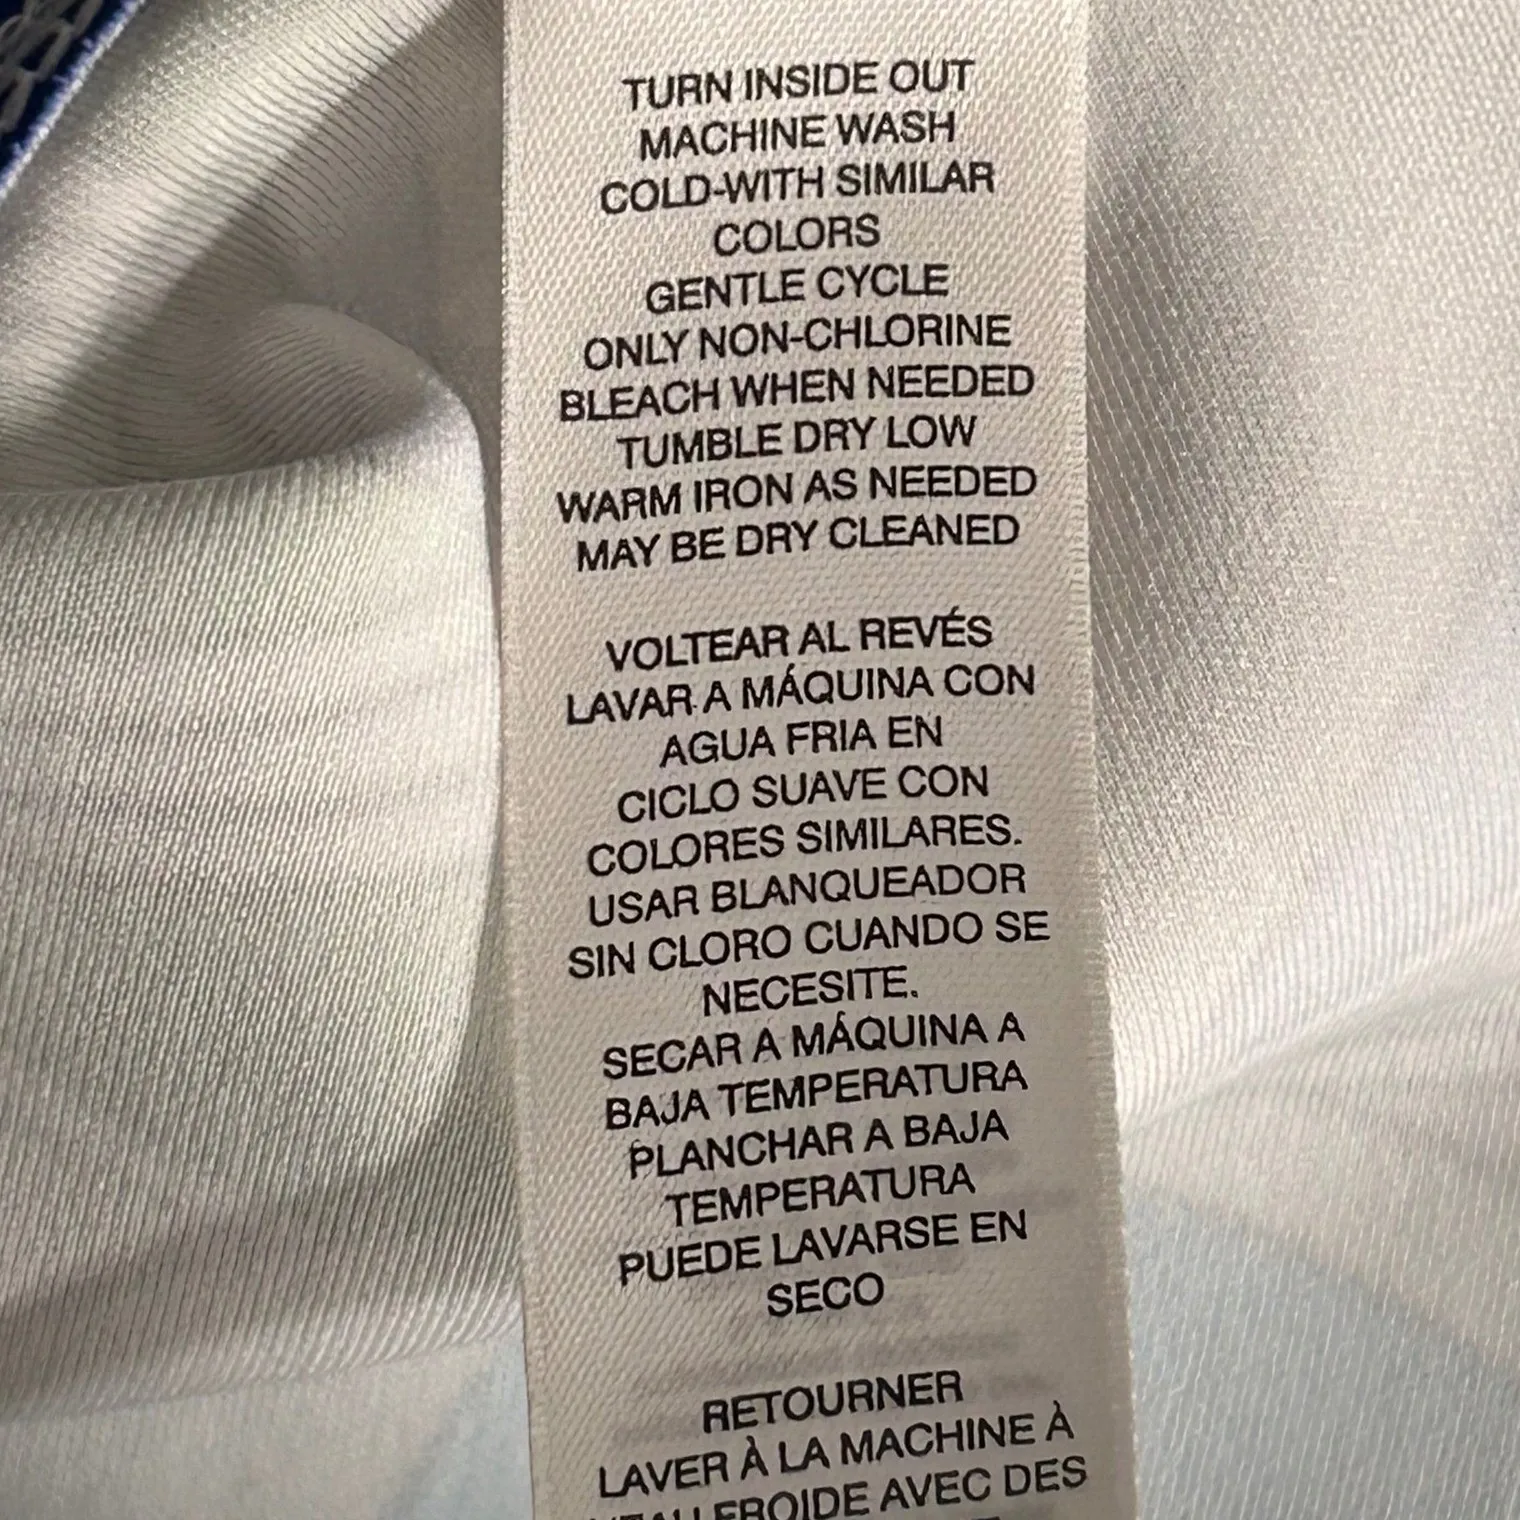 TURN INSIDE OUT
MACHINE WASH
COLD-WITH SIMILAR
COLORS
GENTLE CYCLE
ONLY NON-CHLORINE
BLEACH WHEN NEEDED
TUMBLE DRY LOW
WARM IRON AS NEEDED
MAY BE DRY CLEANED
VOLTEAR AL REVÉS
LAVAR A MÁQUINA CON
AGUA FRIA EN
CICLO SUAVE CON
COLORES SIMILARES.
USAR BLANQUEADOR
SIN CLORO CUANDO SE
NECESITE.
SECAR A MÁQUINA A
BAJA TEMPERATURA
PLANCHAR A BAJA
TEMPERATURA
PUEDE LAVARSE EN
SECO
RETOURNER
LAVER À LA MACHINE À
FROIDE AVEC DES